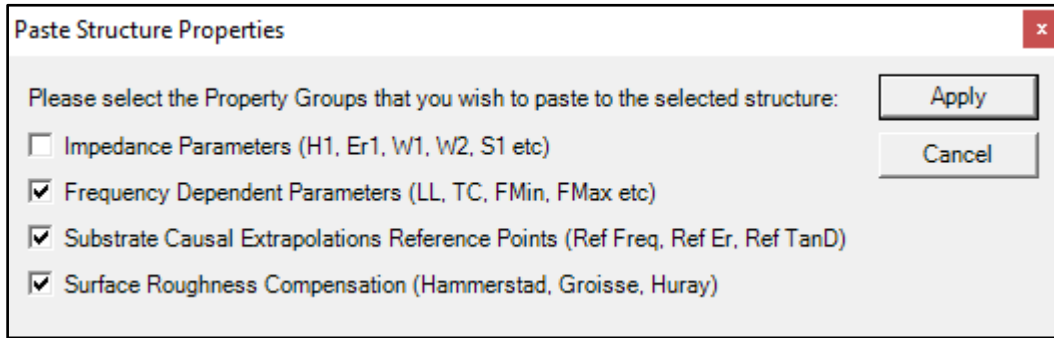 Paste Structure Properties
x
Please select the Property Groups that you wish to paste to the selected structure:
Apply
Impedance Parameters (H1, Er1, W1, W2, S1 etc)
Cancel
Frequency Dependent Parameters (LL, TC, FMin, FMax etc)
Substrate Causal Extrapolations Reference Points (Ref Freq, Ref Er, Ref TanD)
Surface Roughness Compensation (Hammerstad, Groisse, Huray)